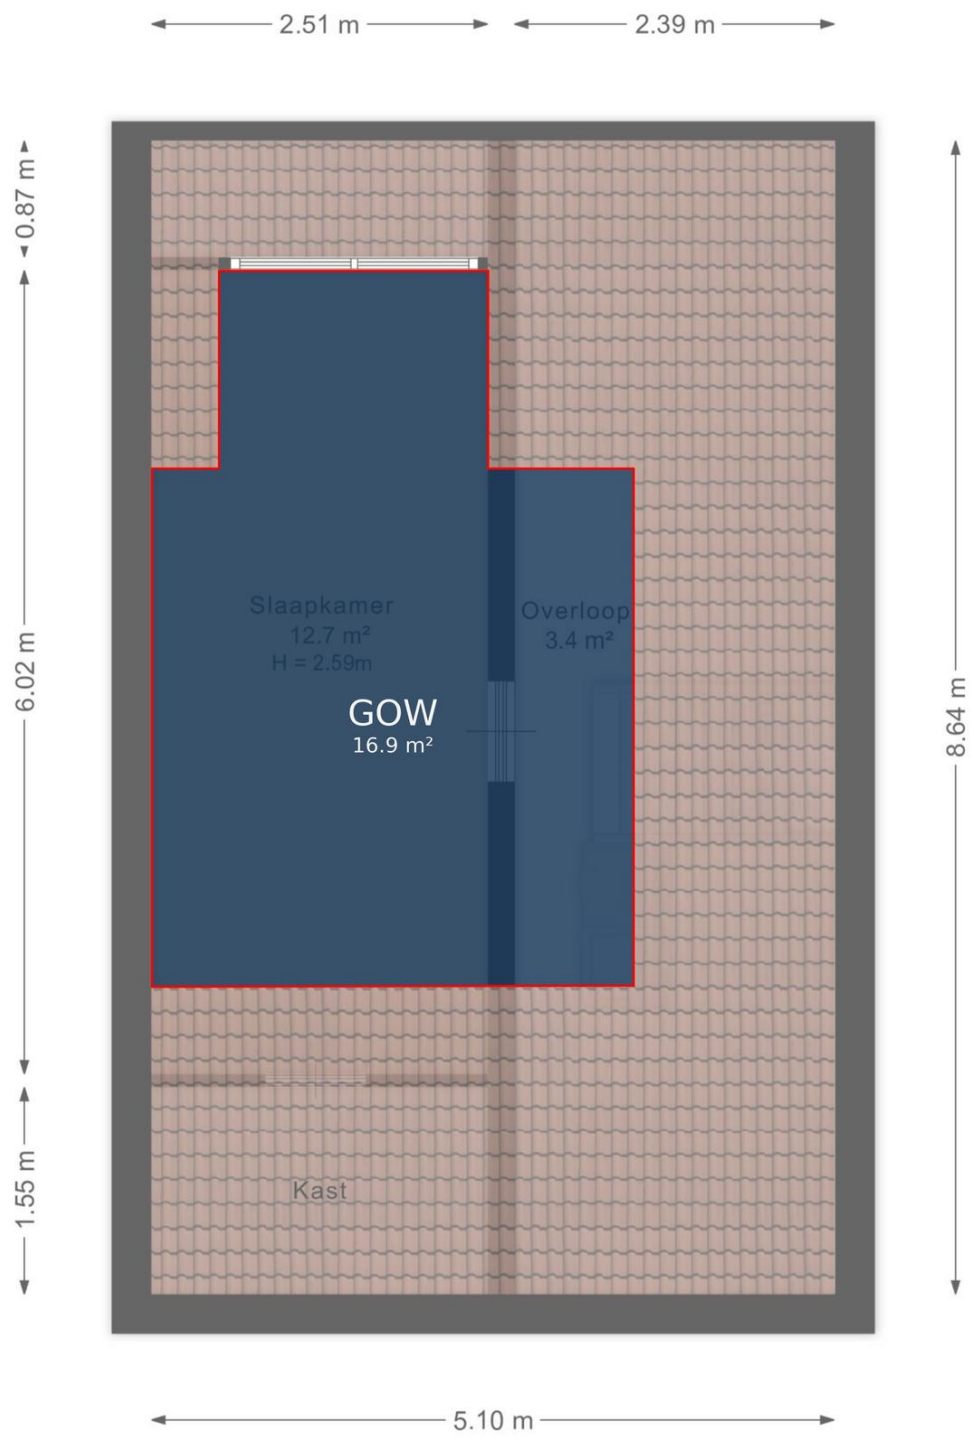 2.51 m
2.39 m
0.87 m
6.02 m
8.64 m
Slaapkamer
12.7 m²
H = 2.59m
Overloop
3.4 m²
GOW
16.9 m²
1.55 m
Kast
5.10 m